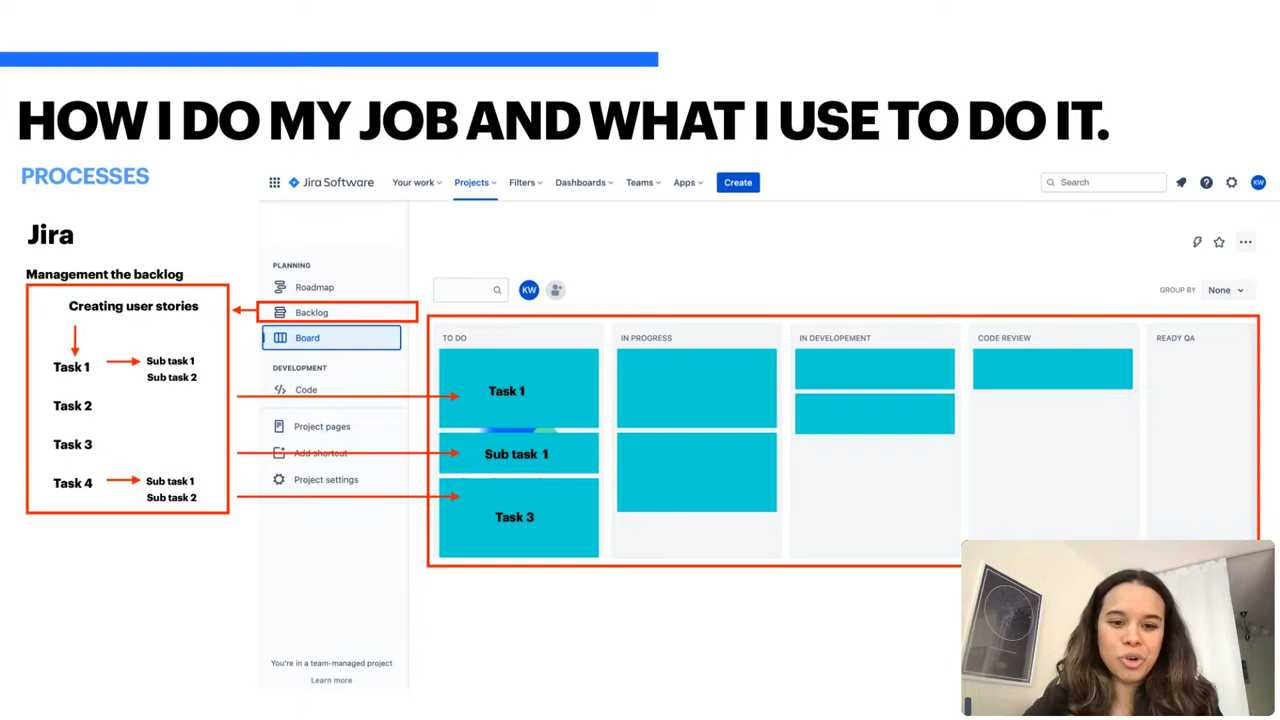 HOW I DO MY JOB AND WHAT I USE TO DO IT.
PROCESSES
Jira Software Your work Projects Filters Dashboards Teams Apps Create Search KW
Jira
Management the backlog
Creating user stories
Task 1 Sub task 1
Sub task 2
Task 2
Task 3
Task 4 Sub task 1
Sub task 2
PLANNING
Roadmap
Backlog
Board
DEVELOPMENT
Code
Project pages
Add shortcut
Project settings
You're in a team-managed project
Learn more
KW
GROUP BY None
TO DO IN PROGRESS IN DEVELOPEMENT CODE REVIEW READY QA
Task 1
Sub task 1
Task 3